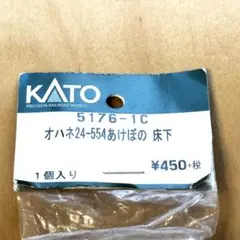 KATO
PRECISION RAILROAD MODELS
5176-1C
オハネ24-554あけぼの 床下
¥450+税
1個入り